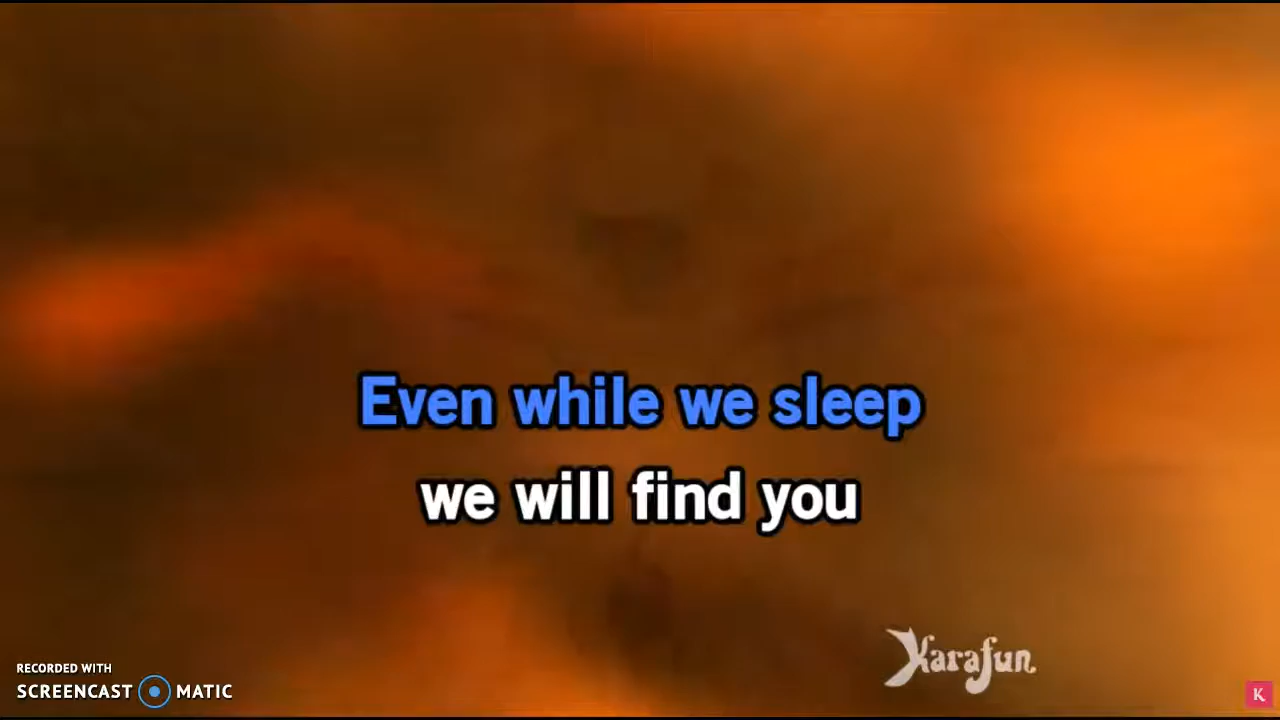 Even while we sleep
we will find you
Karafun
RECORDED WITH
SCREENCAST MATIC
K